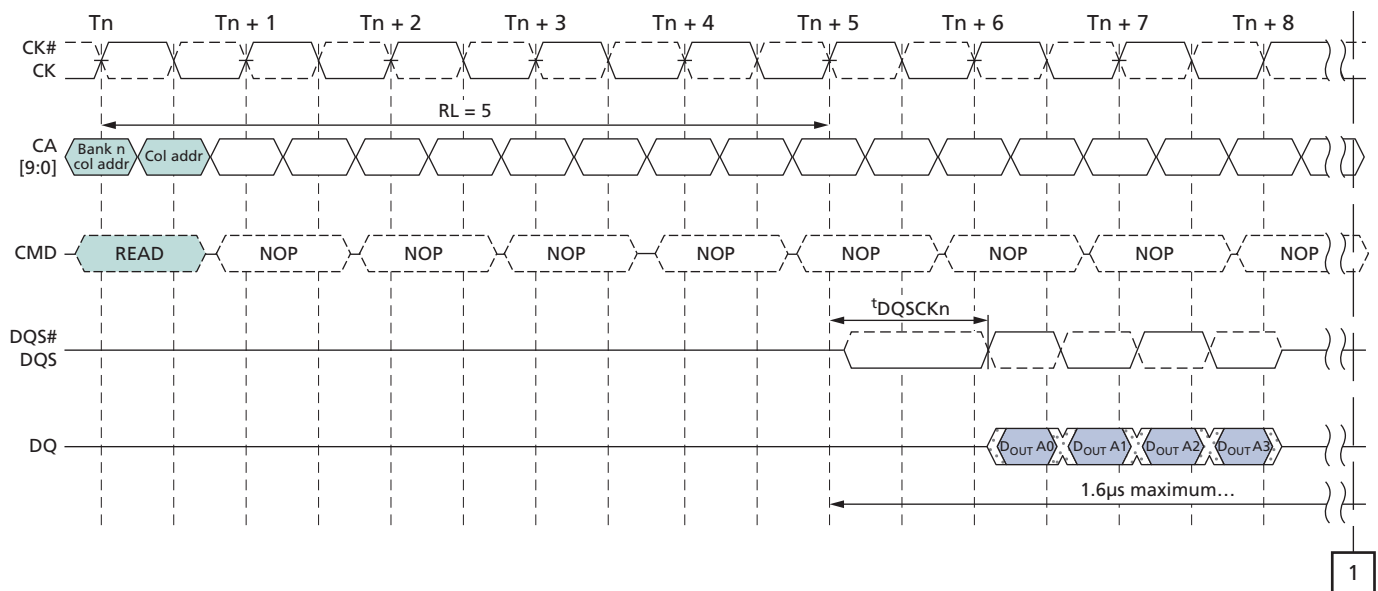 Tn Tn + 1 Tn + 2 Tn + 3 Tn + 4 Tn + 5 Tn + 6 Tn + 7 Tn + 8
CK#
CK
RL = 5
CA
[9:0]
Bank n
col addr
Col addr
CMD READ NOP NOP NOP NOP NOP NOP NOP NOP
tDQSCKn
DQS#
DQS
DQ DOUT A0 DOUT A1 DOUT A2 DOUT A3
1.6µs maximum…
1